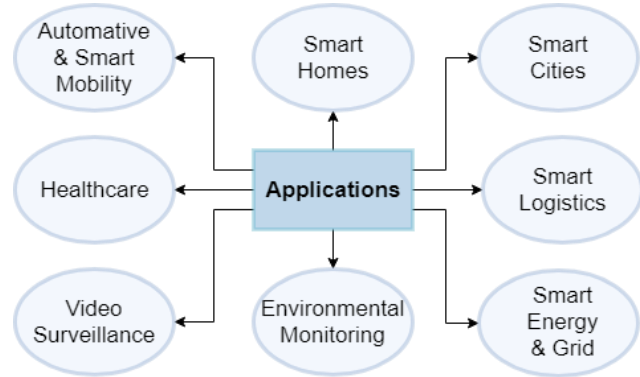 Automative
& Smart
Mobility
Smart
Homes
Smart
Cities
Healthcare
Applications
Smart
Logistics
Video
Surveillance
Environmental
Monitoring
Smart
Energy
& Grid